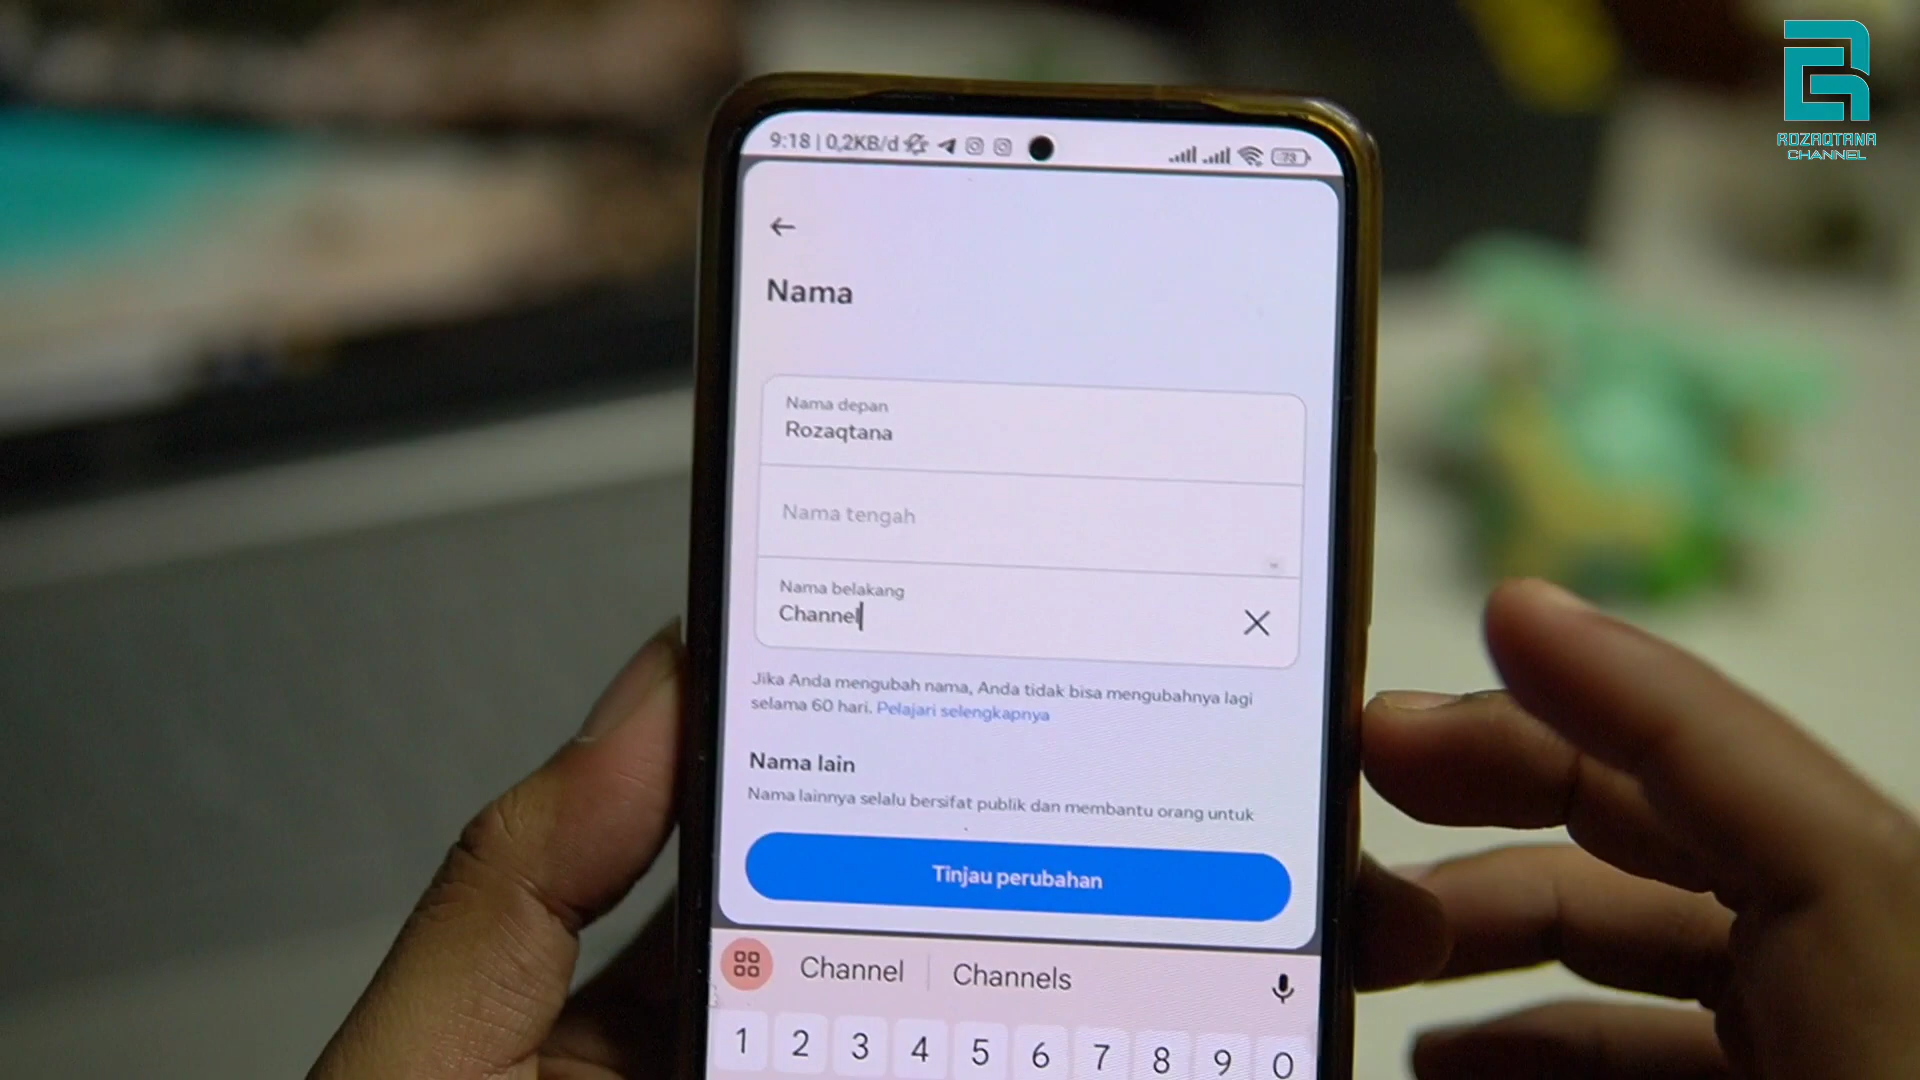 ROZAQTANA
CHANNEL
9:18 | 0,2KB/d
73
Nama
Nama depan
Rozaqtana
Nama tengah
Nama belakang
Channel
Jika Anda mengubah nama, Anda tidak bisa mengubahnya lagi
selama 60 hari. Pelajari selengkapnya
Nama lain
Nama lainnya selalu bersifat publik dan membantu orang untuk
Tinjau perubahan
Channel Channels
1 2 3 4 5 6 7 8 9 0